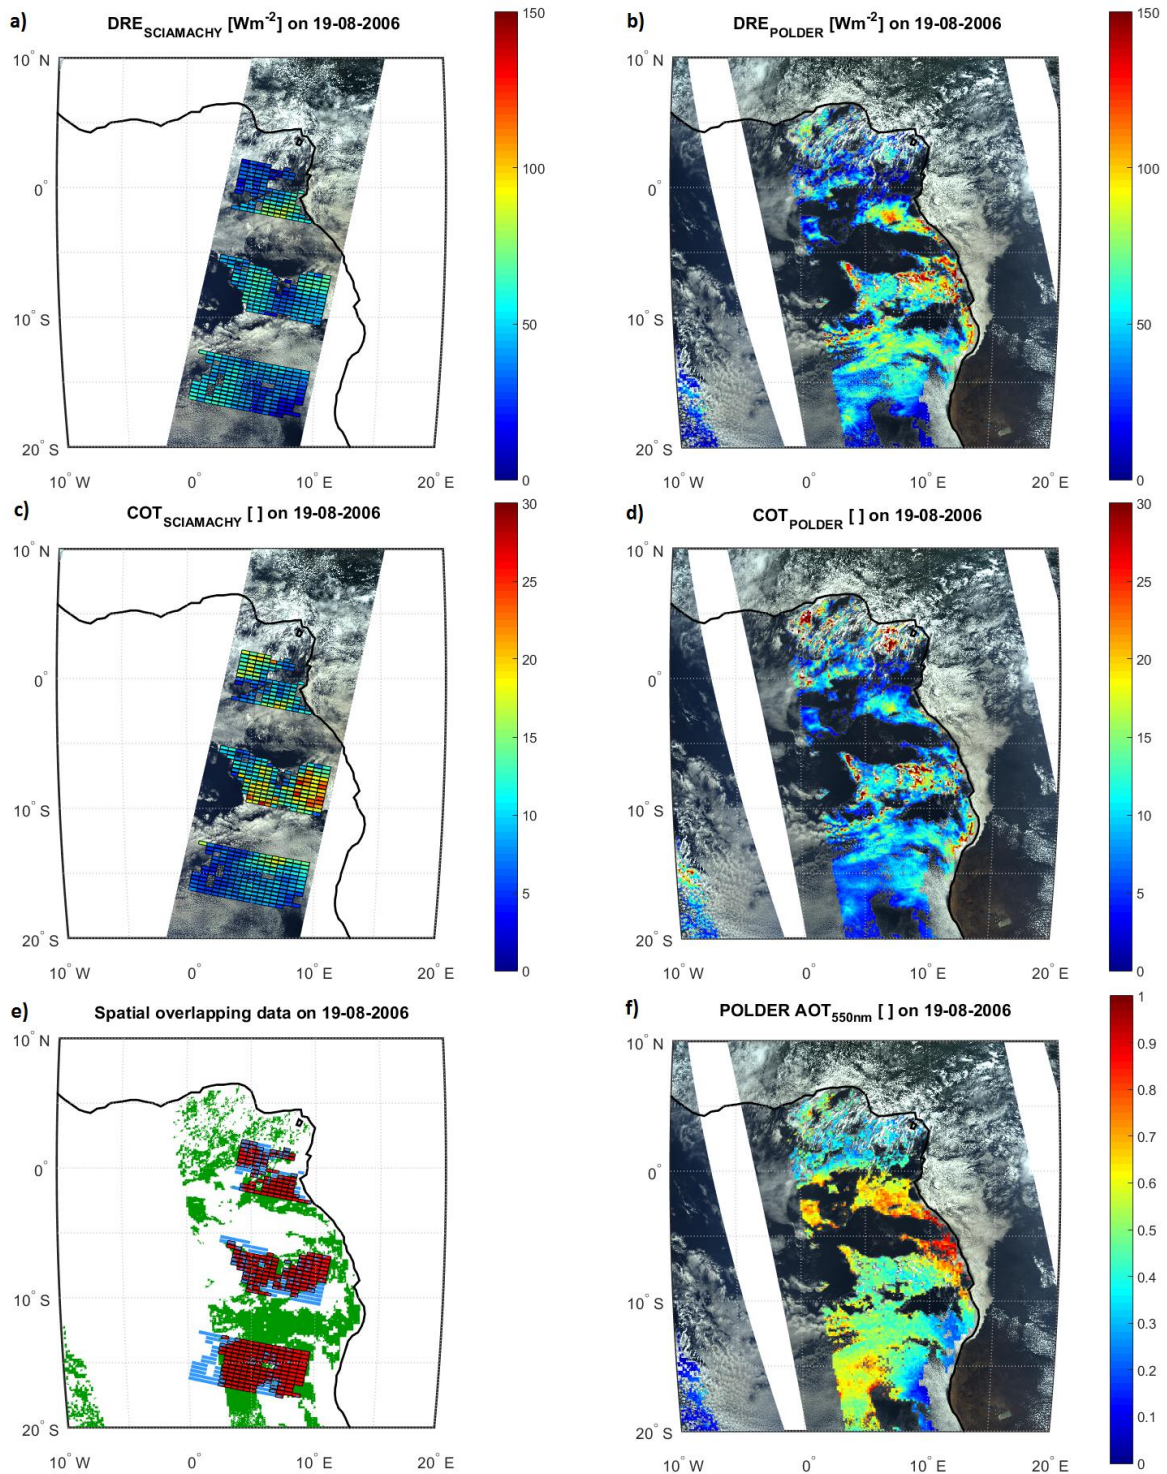 a) DRE_SCIAMACHY [Wm-2] on 19-08-2006
150
100
50
0
10° N
0°
10° S
20° S
10° W 0° 10° E 20° E
b) DRE_POLDER [Wm-2] on 19-08-2006
150
100
50
0
10° N
0°
10° S
20° S
10° W 0° 10° E 20° E
c) COT_SCIAMACHY [ ] on 19-08-2006
30
25
20
15
10
5
0
10° N
0°
10° S
20° S
10° W 0° 10° E 20° E
d) COT_POLDER [ ] on 19-08-2006
30
25
20
15
10
5
0
10° N
0°
10° S
20° S
10° W 0° 10° E 20° E
e) Spatial overlapping data on 19-08-2006
10° N
0°
10° S
20° S
10° W 0° 10° E 20° E
f) POLDER AOT_550nm [ ] on 19-08-2006
1
0.9
0.8
0.7
0.6
0.5
0.4
0.3
0.2
0.1
0
10° N
0°
10° S
20° S
10° W 0° 10° E 20° E